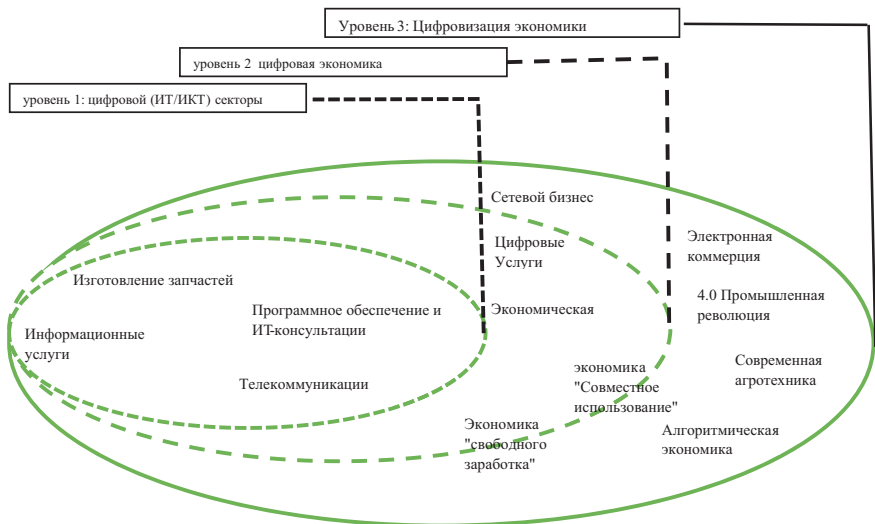 Уровень 3: Цифровизация экономики
уровень 2 цифровая экономика
уровень 1: цифровой (ИТ/ИКТ) секторы
Сетевой бизнес
Цифровые
Услуги
Электронная
коммерция
Изготовление запчастей
4.0 Промышленная
революция
Программное обеспечение и
ИТ-консультации
Экономическая
Информационные
услуги
Современная
агротехника
экономика
"Совместное
использование"
Телекоммуникации
Экономика
"свободного
заработка"
Алгоритмическая
экономика